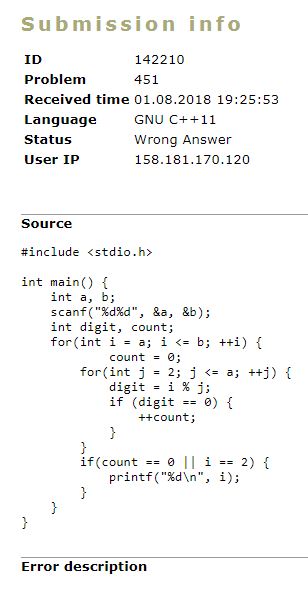 Submission info
ID 142210
Problem 451
Received time 01.08.2018 19:25:53
Language GNU C++11
Status Wrong Answer
User IP 158.181.170.120
Source
#include <stdio.h>
int main() {
    int a, b;
    scanf("%d%d", &a, &b);
    int digit, count;
    for(int i = a; i <= b; ++i) {
            count = 0;
        for(int j = 2; j <= a; ++j) {
            digit = i % j;
            if (digit == 0) {
                ++count;
            }
        }
        if(count == 0 || i == 2) {
            printf("%d\n", i);
        }
    }
}
Error description